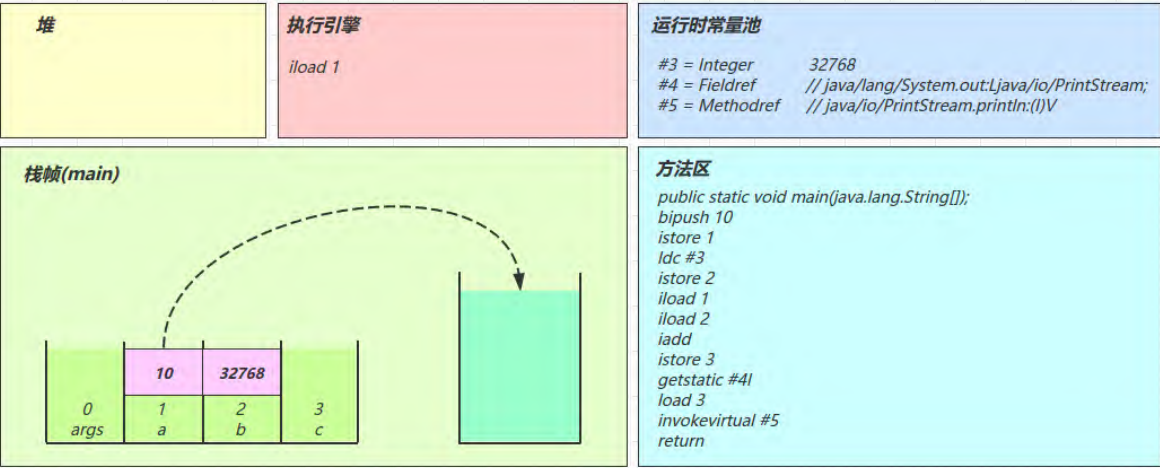 堆
执行引擎
iload 1
运行时常量池
#3 = Integer 32768
#4 = Fieldref // java/lang/System.out:Ljava/io/PrintStream;
#5 = Methodref // java/io/PrintStream.println:(I)V
栈帧(main)
10 32768
0 1 2 3
args a b c
方法区
public static void main(java.lang.String[]);
bipush 10
istore 1
ldc #3
istore 2
iload 1
iload 2
iadd
istore 3
getstatic #4I
load 3
invokevirtual #5
return